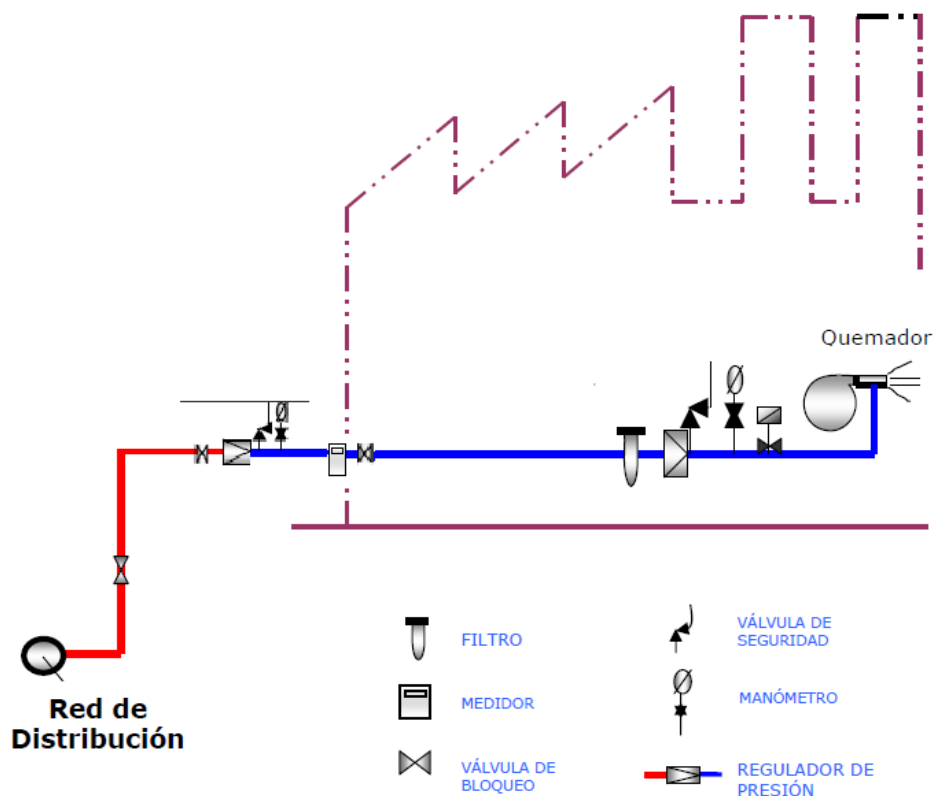 Quemador
Red de
Distribución
FILTRO
MEDIDOR
VÁLVULA DE
BLOQUEO
VÁLVULA DE
SEGURIDAD
MANÓMETRO
REGULADOR DE
PRESIÓN